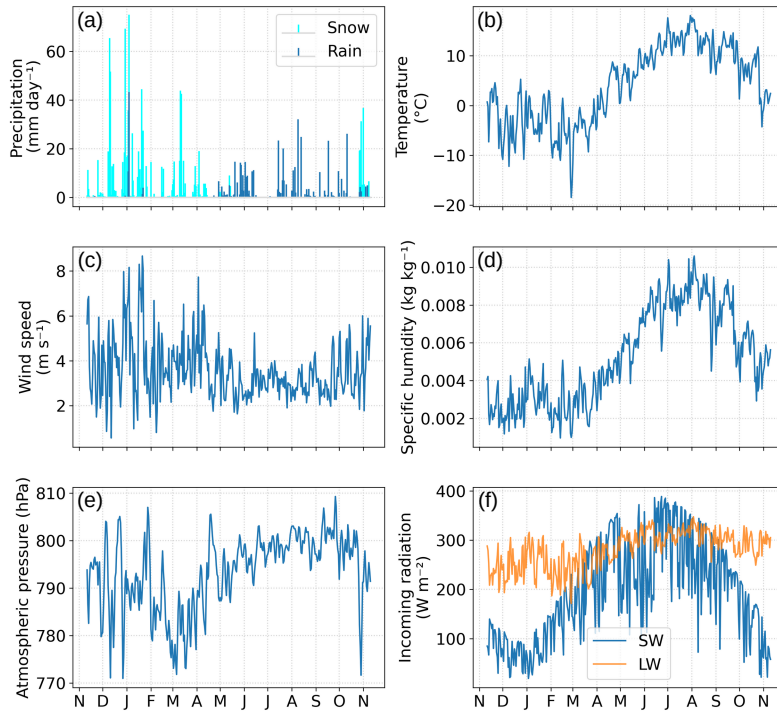 (a)
Snow
Rain
Precipitation
(mm day⁻¹)
60
40
20
0
(b)
Temperature
(°C)
10
0
−10
−20
(c)
Wind speed
(m s⁻¹)
8
6
4
2
(d)
Specific humidity (kg kg⁻¹)
0.010
0.008
0.006
0.004
0.002
(e)
Atmospheric pressure (hPa)
810
800
790
780
770
N D J F M A M J J A S O N
(f)
Incoming radiation
(W m⁻²)
400
300
200
100
SW
LW
N D J F M A M J J A S O N